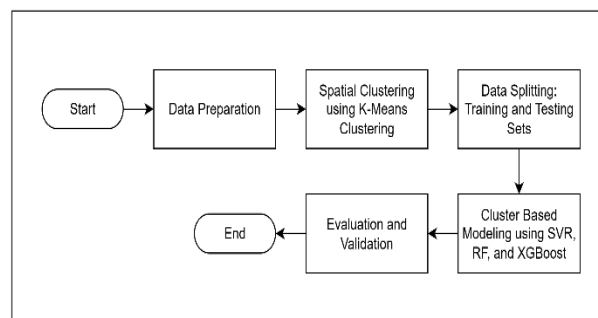 Start
Data Preparation
Spatial Clustering
using K-Means
Clustering
Data Splitting:
Training and Testing
Sets
Cluster Based
Modeling using SVR,
RF, and XGBoost
Evaluation and
Validation
End